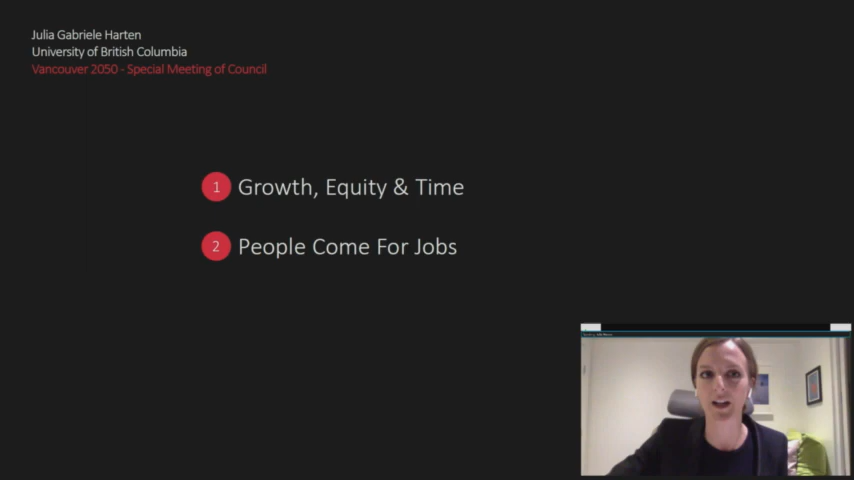 Julia Gabriele Harten
University of British Columbia
Vancouver 2050 - Special Meeting of Council
1 Growth, Equity & Time
2 People Come For Jobs